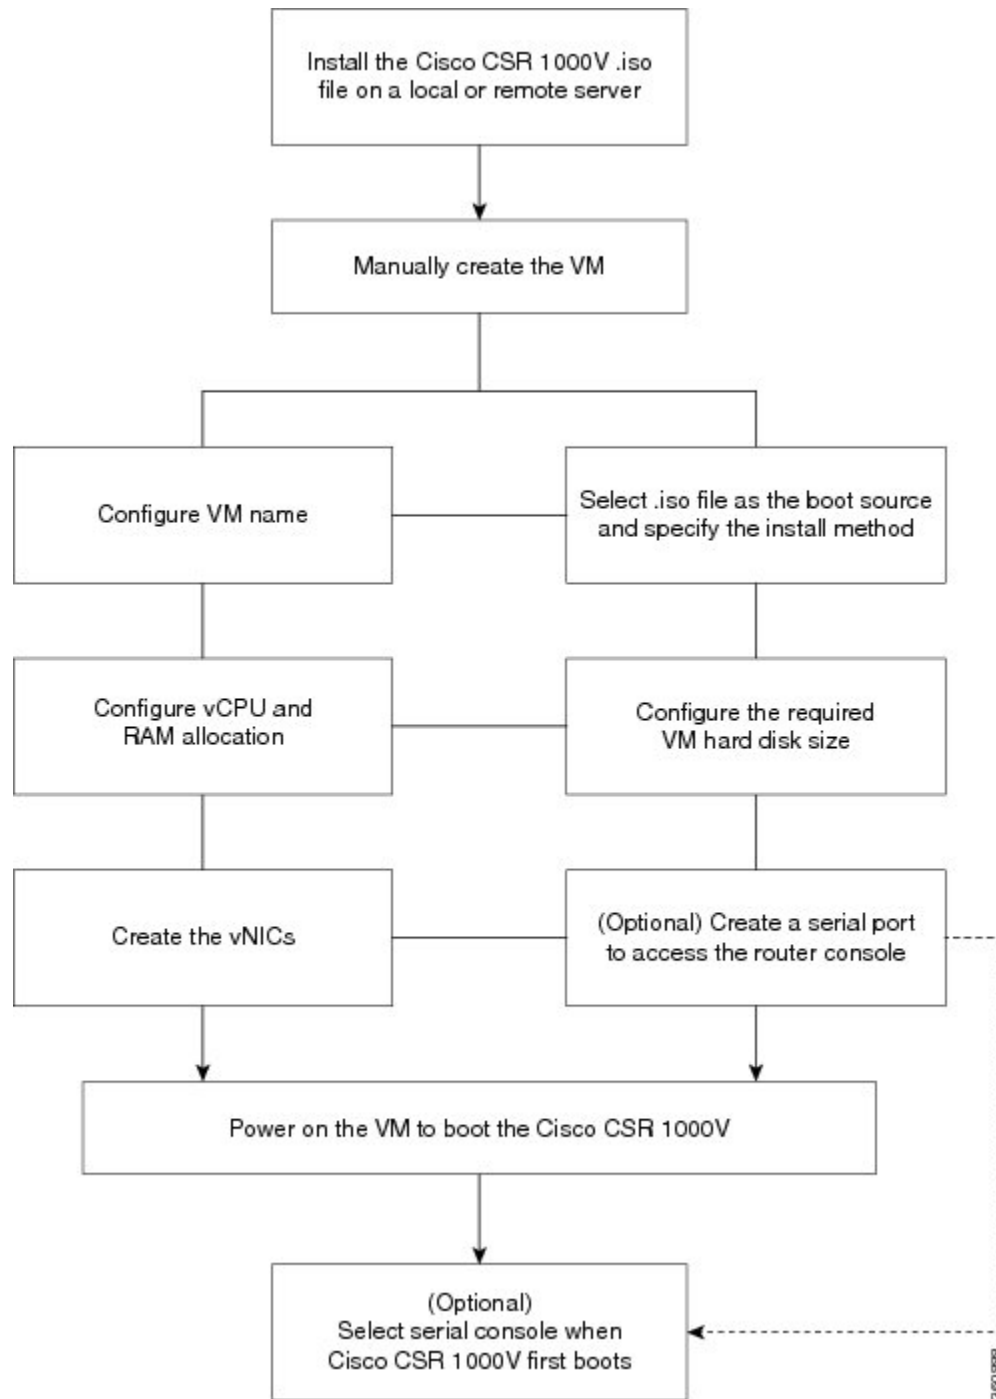 Install the Cisco CSR 1000V .iso
file on a local or remote server
Manually create the VM
Configure VM name
Select .iso file as the boot source
and specify the install method
Configure vCPU and
RAM allocation
Configure the required
VM hard disk size
Create the vNICs
(Optional) Create a serial port
to access the router console
Power on the VM to boot the Cisco CSR 1000V
(Optional)
Select serial console when
Cisco CSR 1000V first boots